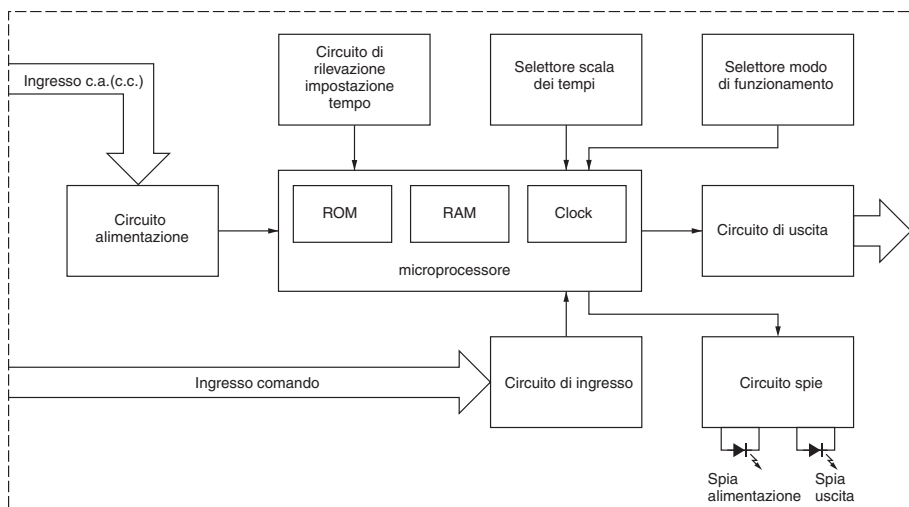 Circuito di
rilevazione
impostazione
tempo
Selettore scala
dei tempi
Selettore modo
di funzionamento
Ingresso c.a.(c.c.)
Circuito
alimentazione
ROM
RAM
Clock
microprocessore
Circuito di uscita
Ingresso comando
Circuito di ingresso
Circuito spie
Spia
alimentazione
Spia
uscita